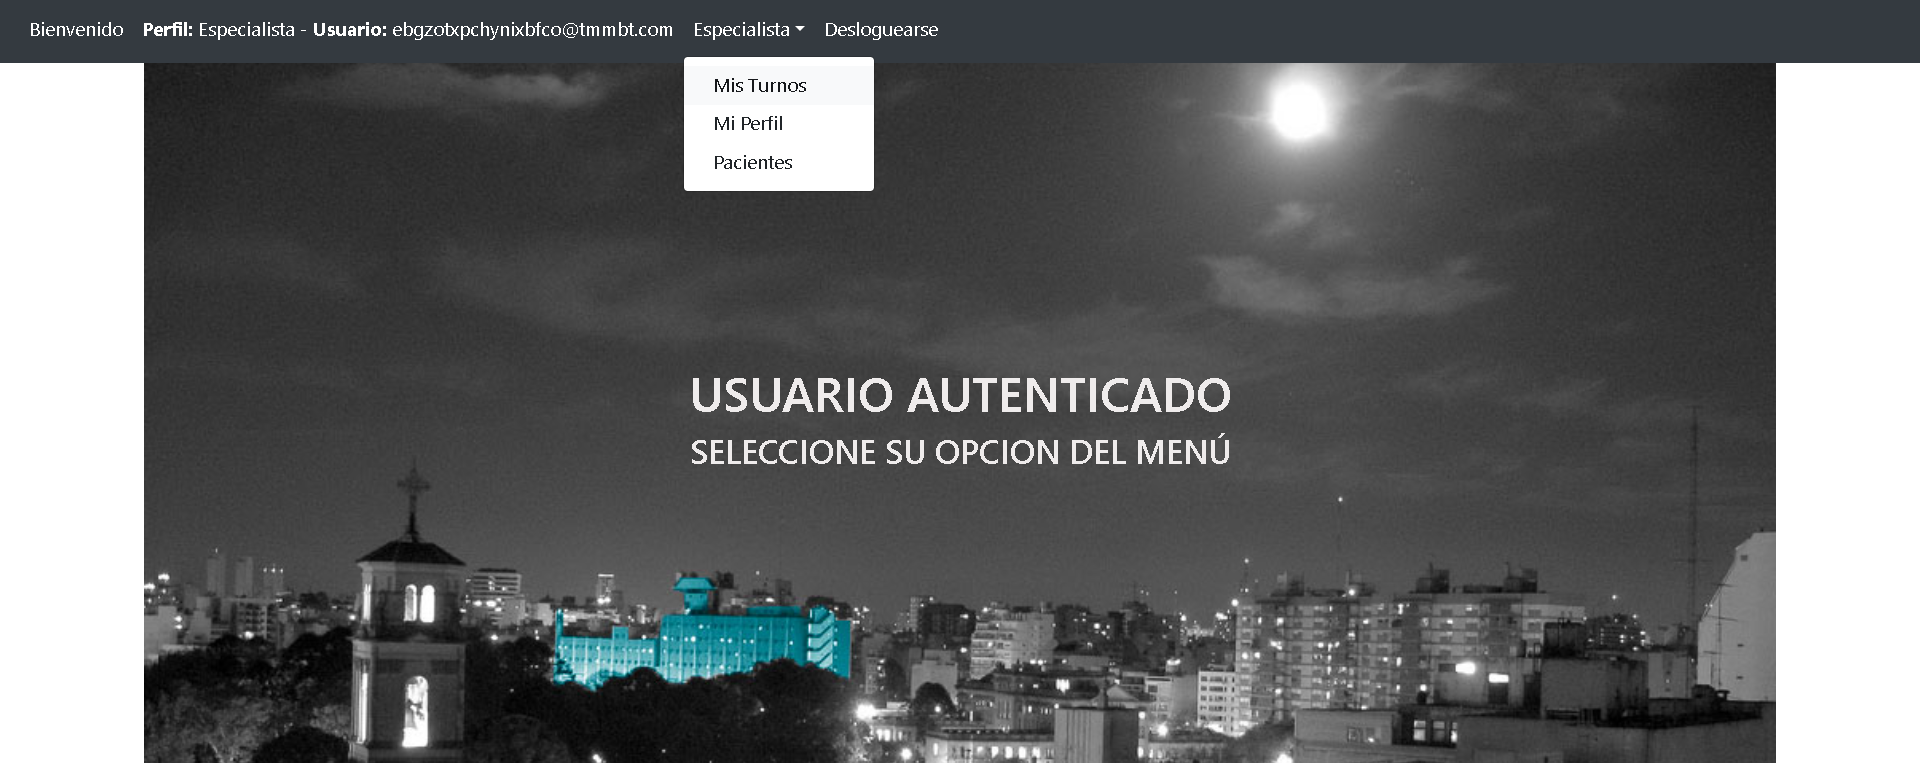 Bienvenido Perfil: Especialista - Usuario: ebgzotxpchynixbfco@tmmbt.com Especialista Desloguearse
Mis Turnos
Mi Perfil
Pacientes
USUARIO AUTENTICADO
SELECCIONE SU OPCION DEL MENÚ